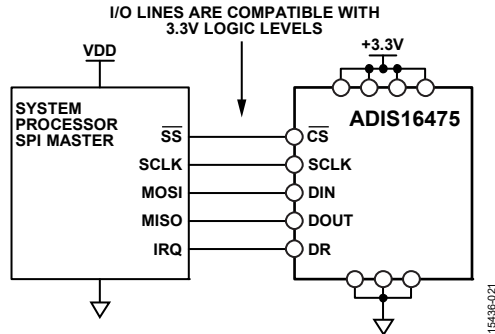 I/O LINES ARE COMPATIBLE WITH
3.3V LOGIC LEVELS
VDD
+3.3V
SYSTEM
PROCESSOR
SPI MASTER
ADIS16475
SS
CS
SCLK
SCLK
MOSI
DIN
MISO
DOUT
IRQ
DR
15436-021